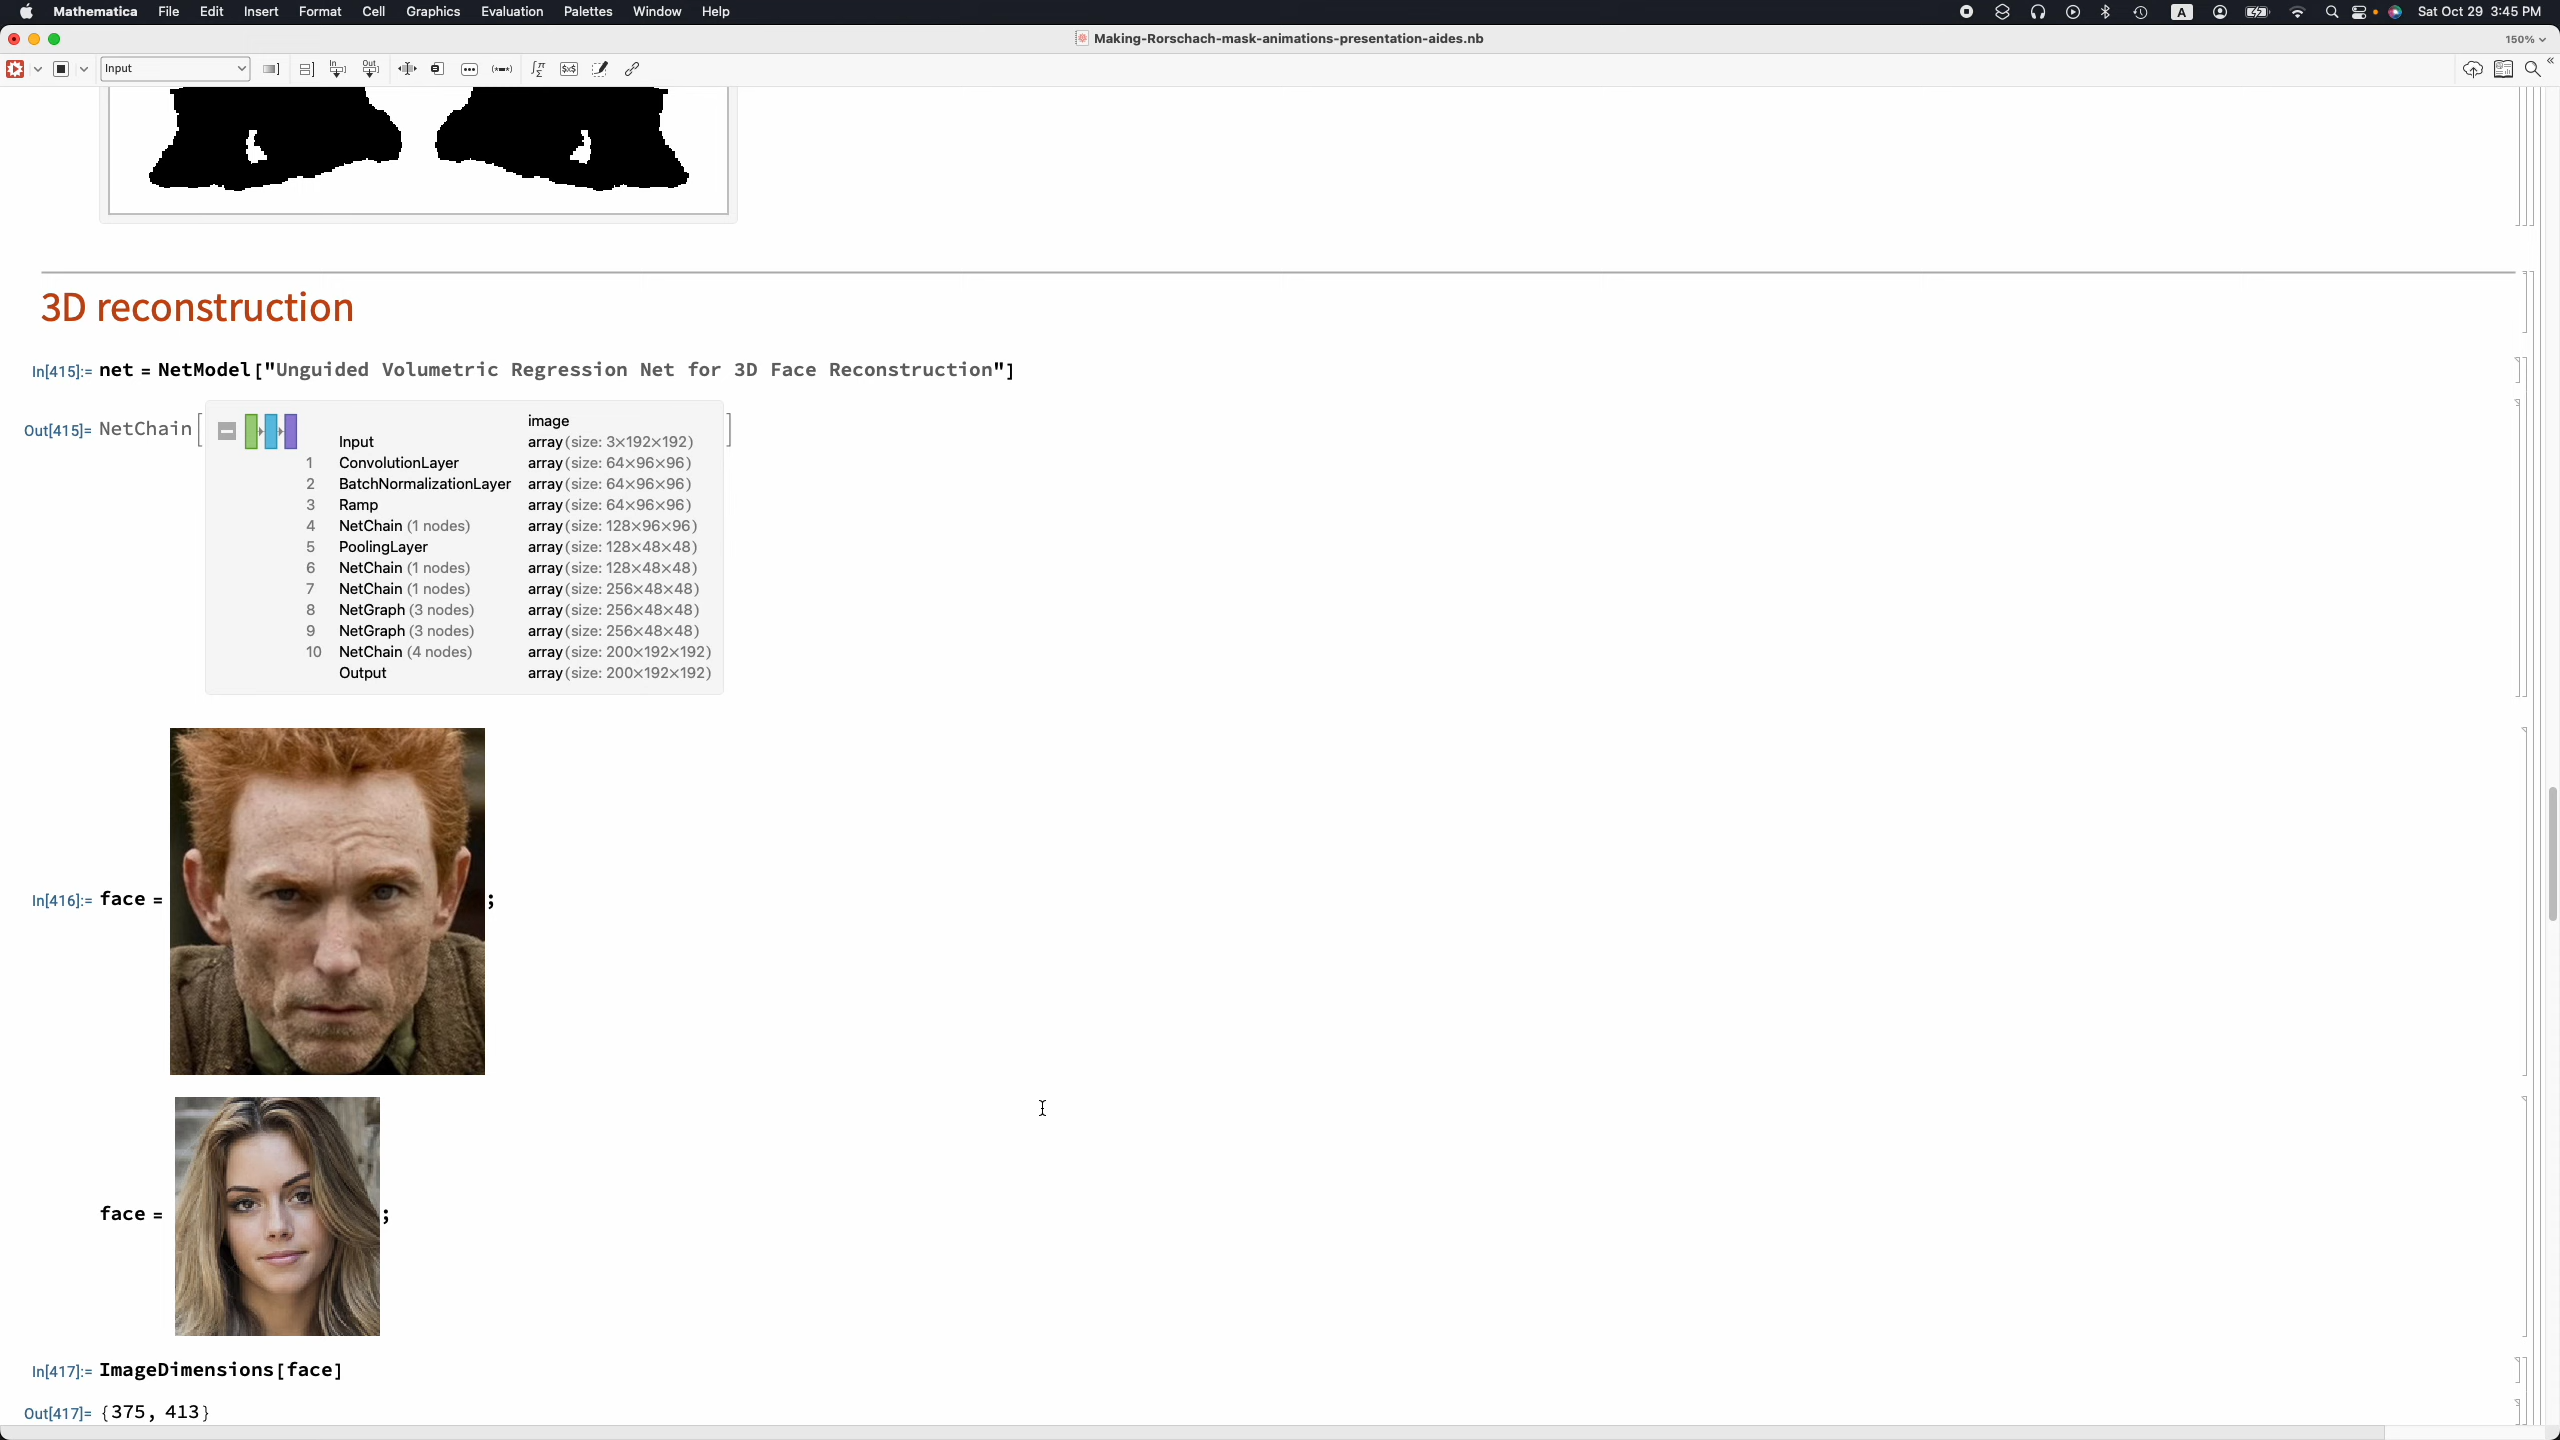 Mathematica File Edit Insert Format Cell Graphics Evaluation Palettes Window Help A Sat Oct 29 3:45 PM
Making-Rorschach-mask-animations-presentation-aides.nb 150%
Input In Out
3D reconstruction
In[415]:= net = NetModel["Unguided Volumetric Regression Net for 3D Face Reconstruction"]
Out[415]= NetChain[ image ]
Input array (size: 3×192×192)
1 ConvolutionLayer array (size: 64×96×96)
2 BatchNormalizationLayer array (size: 64×96×96)
3 Ramp array (size: 64×96×96)
4 NetChain (1 nodes) array (size: 128×96×96)
5 PoolingLayer array (size: 128×48×48)
6 NetChain (1 nodes) array (size: 128×48×48)
7 NetChain (1 nodes) array (size: 256×48×48)
8 NetGraph (3 nodes) array (size: 256×48×48)
9 NetGraph (3 nodes) array (size: 256×48×48)
10 NetChain (4 nodes) array (size: 200×192×192)
Output array (size: 200×192×192)
In[416]:= face = ;
face = ;
In[417]:= ImageDimensions[face]
Out[417]= {375, 413}